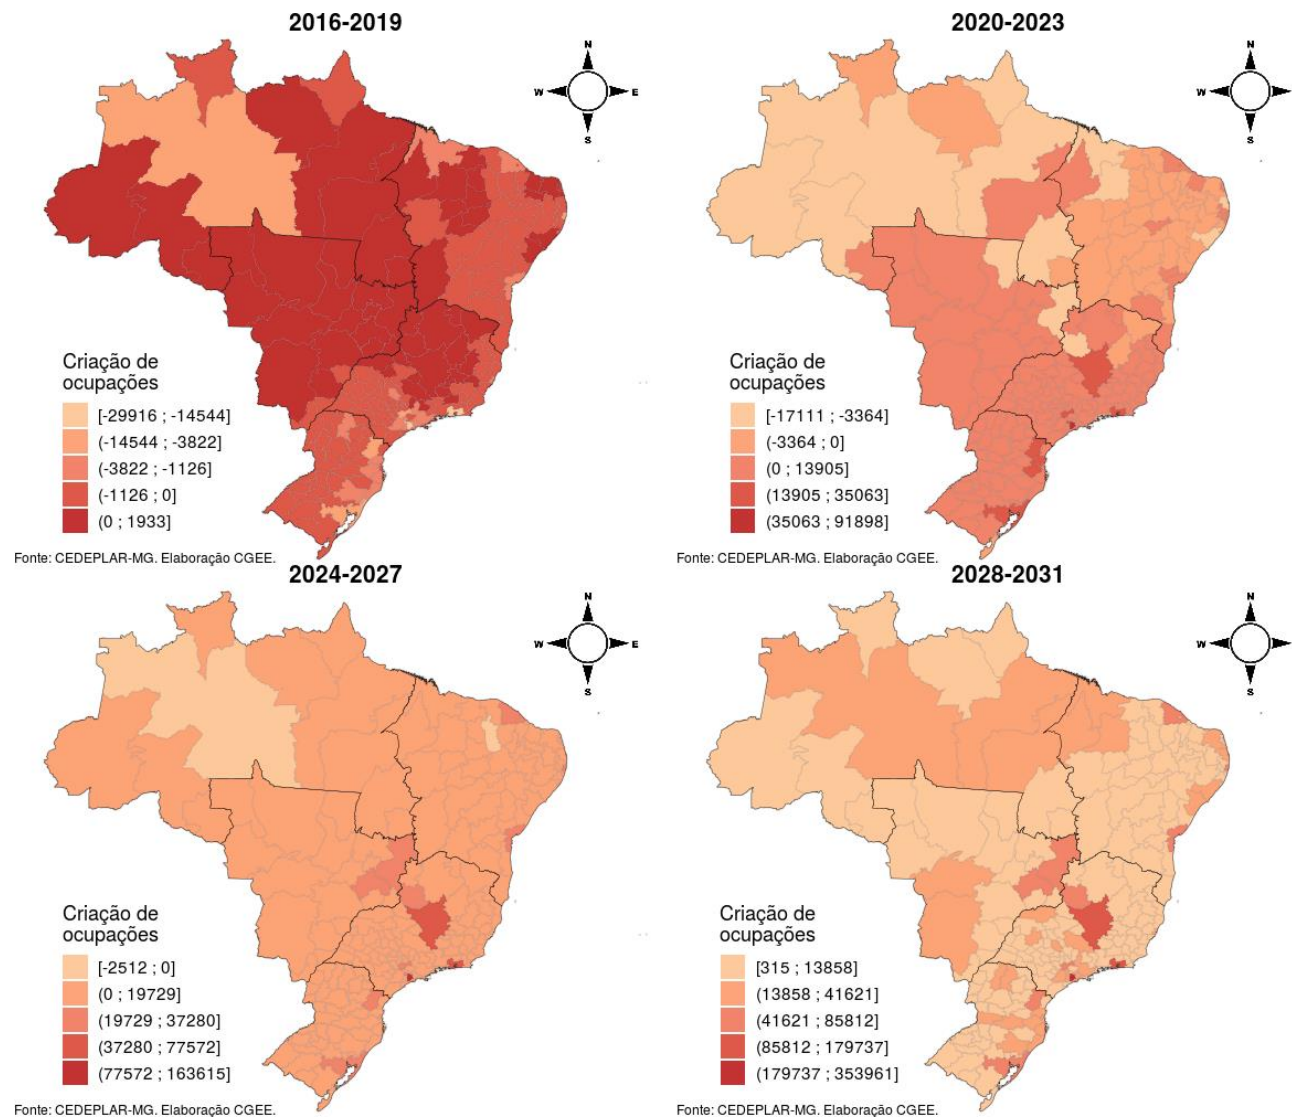 2016-2019
N
W
E
S
Criação de
ocupações
[-29916 ; -14544]
(-14544 ; -3822]
(-3822 ; -1126]
(-1126 ; 0]
(0 ; 1933]
Fonte: CEDEPLAR-MG. Elaboração CGEE.
2020-2023
N
W
E
S
Criação de
ocupações
[-17111 ; -3364]
(-3364 ; 0]
(0 ; 13905]
(13905 ; 35063]
(35063 ; 91898]
Fonte: CEDEPLAR-MG. Elaboração CGEE.
2024-2027
N
W
E
S
Criação de
ocupações
[-2512 ; 0]
(0 ; 19729]
(19729 ; 37280]
(37280 ; 77572]
(77572 ; 163615]
Fonte: CEDEPLAR-MG. Elaboração CGEE.
2028-2031
N
W
E
S
Criação de
ocupações
[315 ; 13858]
(13858 ; 41621]
(41621 ; 85812]
(85812 ; 179737]
(179737 ; 353961]
Fonte: CEDEPLAR-MG. Elaboração CGEE.